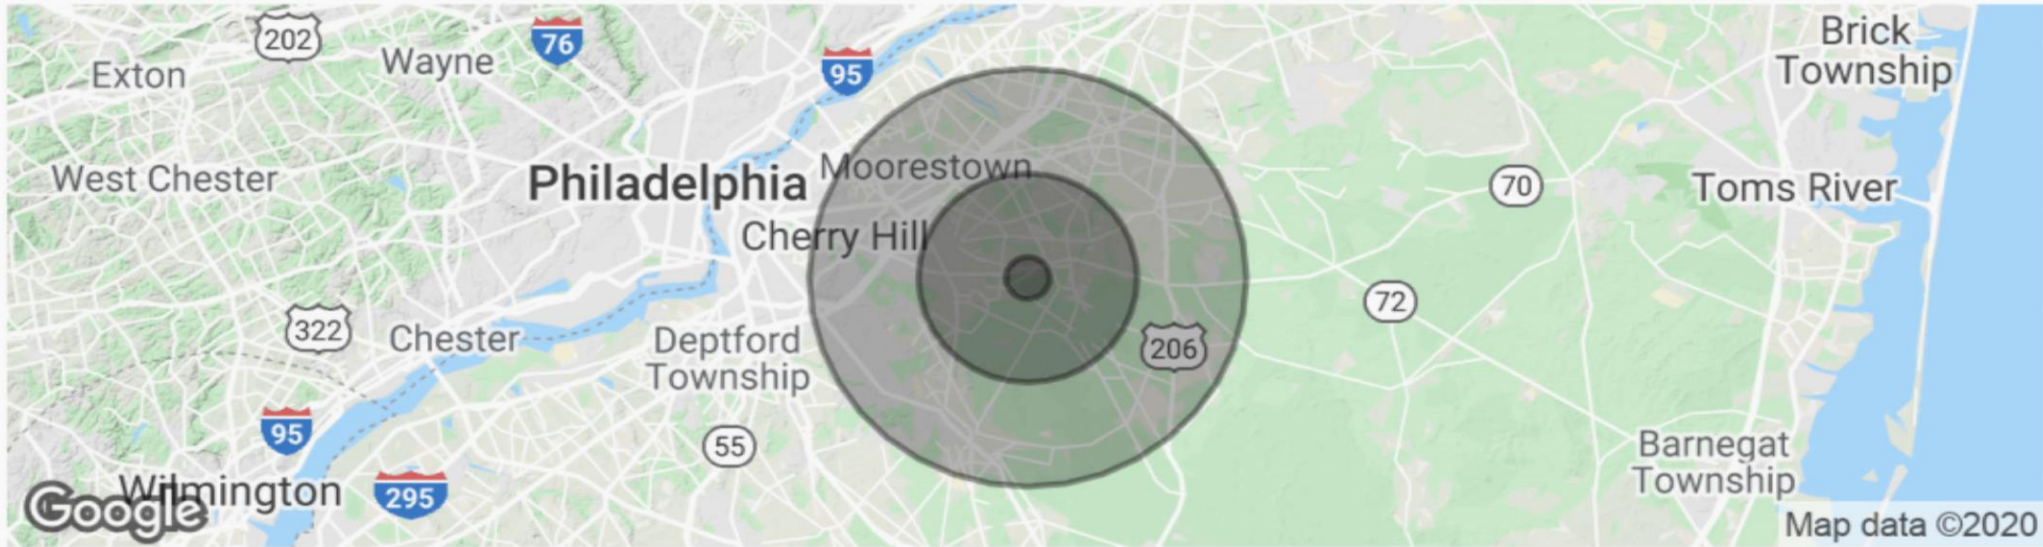 Brick
Township
202
76
Wayne
Exton
95
Moorestown
West Chester
Philadelphia
70
Toms River
Cherry Hill
72
322
Chester
Deptford
Township
206
95
55
Barnegat
Township
Wilmington
295
Google
Map data ©2020